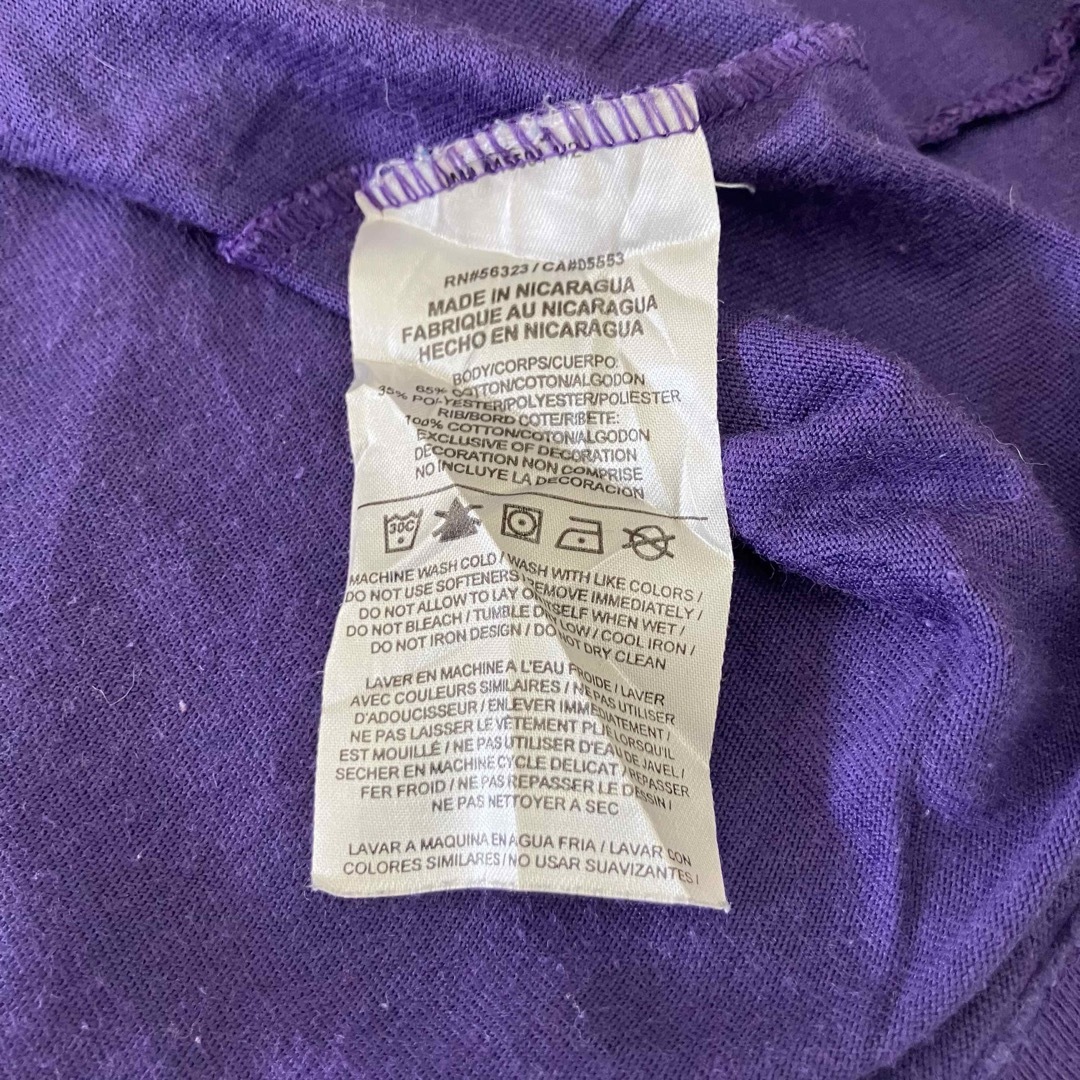 RN#56323 / CA#05553
MADE IN NICARAGUA
FABRIQUE AU NICARAGUA
HECHO EN NICARAGUA
BODY/CORPS/CUERPO:
65% COTTON/COTON/ALGODON
35% POLYESTER/POLYESTER/POLIESTER
RIB/BORD COTE/RIBETE:
100% COTTON/COTON/ALGODON
EXCLUSIVE OF DECORATION
DECORATION NON COMPRISE
NO INCLUYE LA DECORACION
30C
MACHINE WASH COLD / WASH WITH LIKE COLORS /
DO NOT USE SOFTENERS / REMOVE IMMEDIATELY /
DO NOT ALLOW TO LAY ON ITSELF WHEN WET /
DO NOT BLEACH / TUMBLE DRY LOW / COOL IRON /
DO NOT IRON DESIGN / DO NOT DRY CLEAN
LAVER EN MACHINE A L'EAU FROIDE / LAVER
AVEC COULEURS SIMILAIRES / NE PAS UTILISER
D'ADOUCISSEUR / ENLEVER IMMEDIATEMENT /
NE PAS LAISSER LE VÊTEMENT PLIE LORSQU'IL
EST MOUILLÉ / NE PAS UTILISER D'EAU DE JAVEL /
SECHER EN MACHINE CYCLE DELICAT / REPASSER
FER FROID / NE PAS REPASSER LE DESSIN /
NE PAS NETTOYER A SEC
LAVAR A MAQUINA EN AGUA FRIA / LAVAR CON
COLORES SIMILARES / NO USAR SUAVIZANTES /